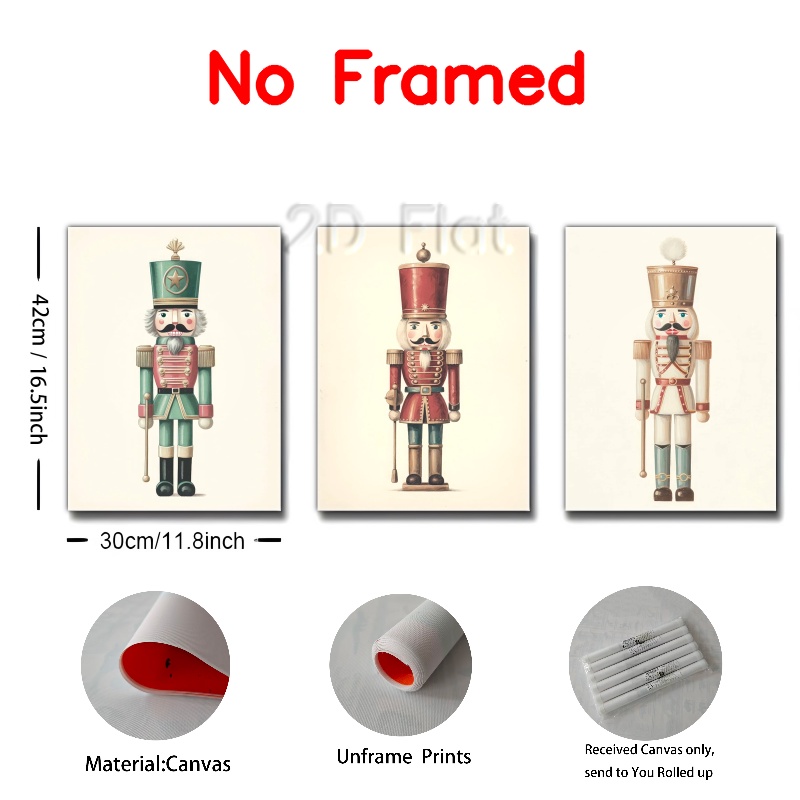 No Framed
2D Flat
42cm / 16.5inch
30cm/11.8inch
Material:Canvas
Unframe Prints
Received Canvas only,
send to You Rolled up